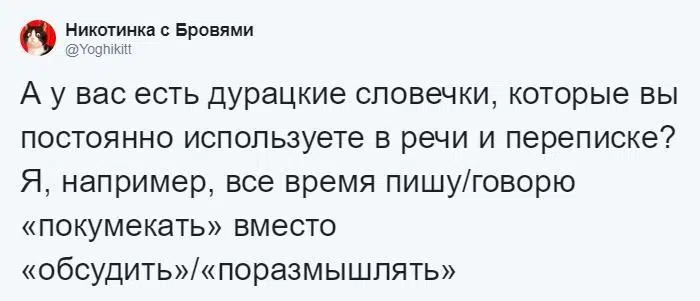 Никотинка с Бровями
@Yoghikitt
А у вас есть дурацкие словечки, которые вы
постоянно используете в речи и переписке?
Я, например, все время пишу/говорю
«покумекать» вместо
«обсудить»/«поразмышлять»